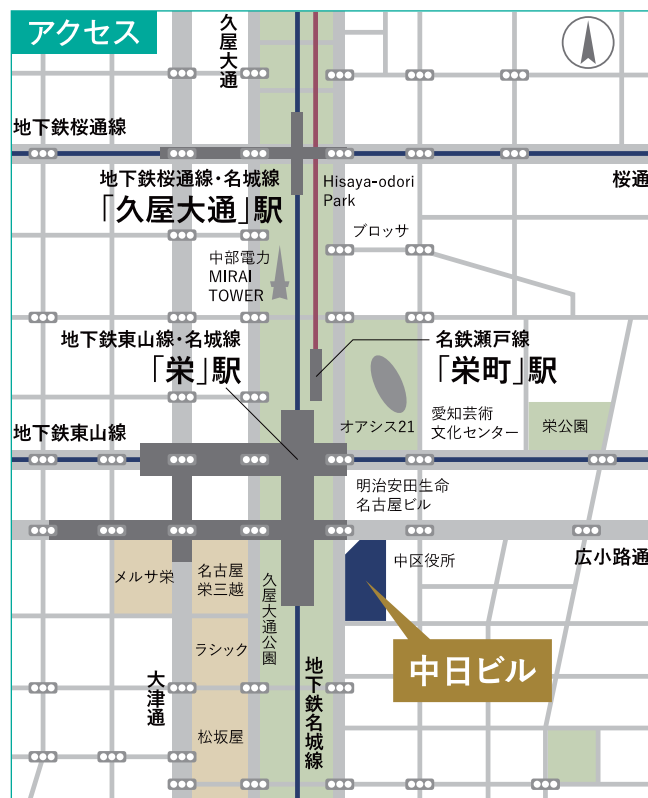 アクセス
久屋大通
地下鉄桜通線
地下鉄桜通線・名城線
「久屋大通」駅
Hisaya-odori
Park
桜通
ブロッサ
中部電力
MIRAI
TOWER
地下鉄東山線・名城線
「栄」駅
名鉄瀬戸線
「栄町」駅
地下鉄東山線
オアシス21
愛知芸術
文化センター
栄公園
明治安田生命
名古屋ビル
広小路通
メルサ栄
名古屋
栄三越
久屋大通公園
中区役所
ラシック
中日ビル
大津通
地下鉄名城線
松坂屋